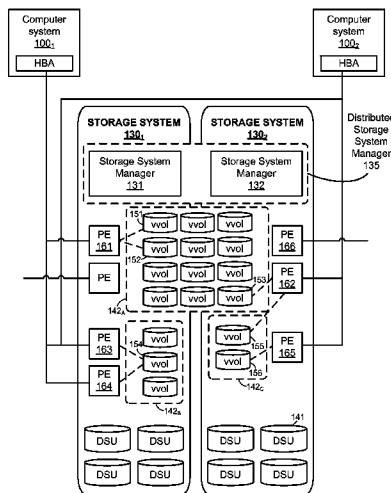 Computer
system
100₁
HBA
Computer
system
100₂
HBA
STORAGE SYSTEM
130₁
STORAGE SYSTEM
130₂
Distributed
Storage
System
Manager
135
Storage System
Manager
131
Storage System
Manager
132
151
vvol
vvol
vvol
152
vvol
vvol
vvol
vvol
vvol
vvol
153
vvol
vvol
vvol
142A
PE
161
PE
PE
166
PE
162
PE
163
PE
164
154
vvol
vvol
vvol
142B
vvol
155
vvol
156
142C
PE
165
141
DSU
DSU
DSU
DSU
DSU
DSU
DSU
DSU